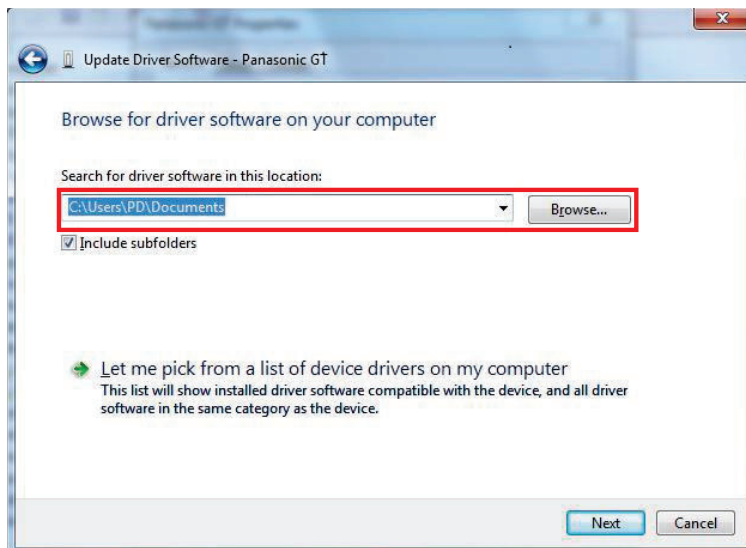 Panasonic GT Properties
Update Driver Software - Panasonic GT
Browse for driver software on your computer
Search for driver software in this location:
C:\Users\PD\Documents
Browse...
Include subfolders
Let me pick from a list of device drivers on my computer
This list will show installed driver software compatible with the device, and all driver
software in the same category as the device.
Next
Cancel